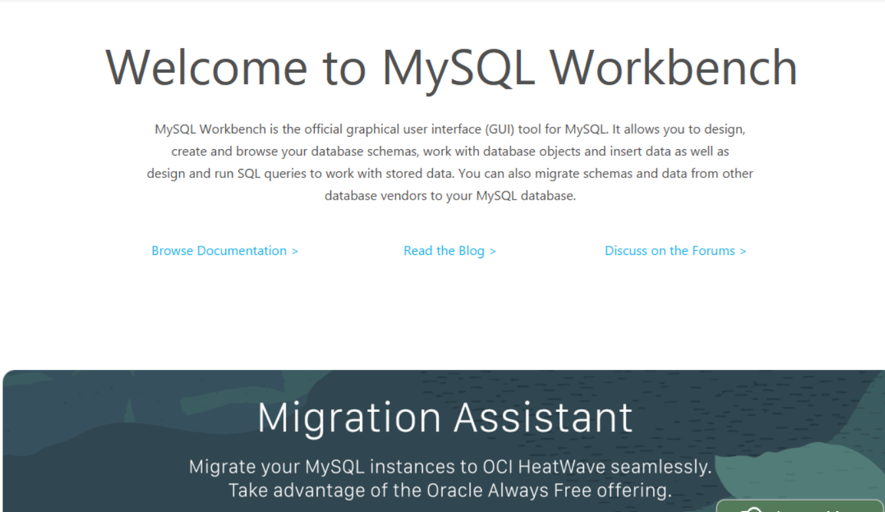 Welcome to MySQL Workbench
MySQL Workbench is the official graphical user interface (GUI) tool for MySQL. It allows you to design,
create and browse your database schemas, work with database objects and insert data as well as
design and run SQL queries to work with stored data. You can also migrate schemas and data from other
database vendors to your MySQL database.
Browse Documentation > Read the Blog > Discuss on the Forums >
Migration Assistant
Migrate your MySQL instances to OCI HeatWave seamlessly.
Take advantage of the Oracle Always Free offering.